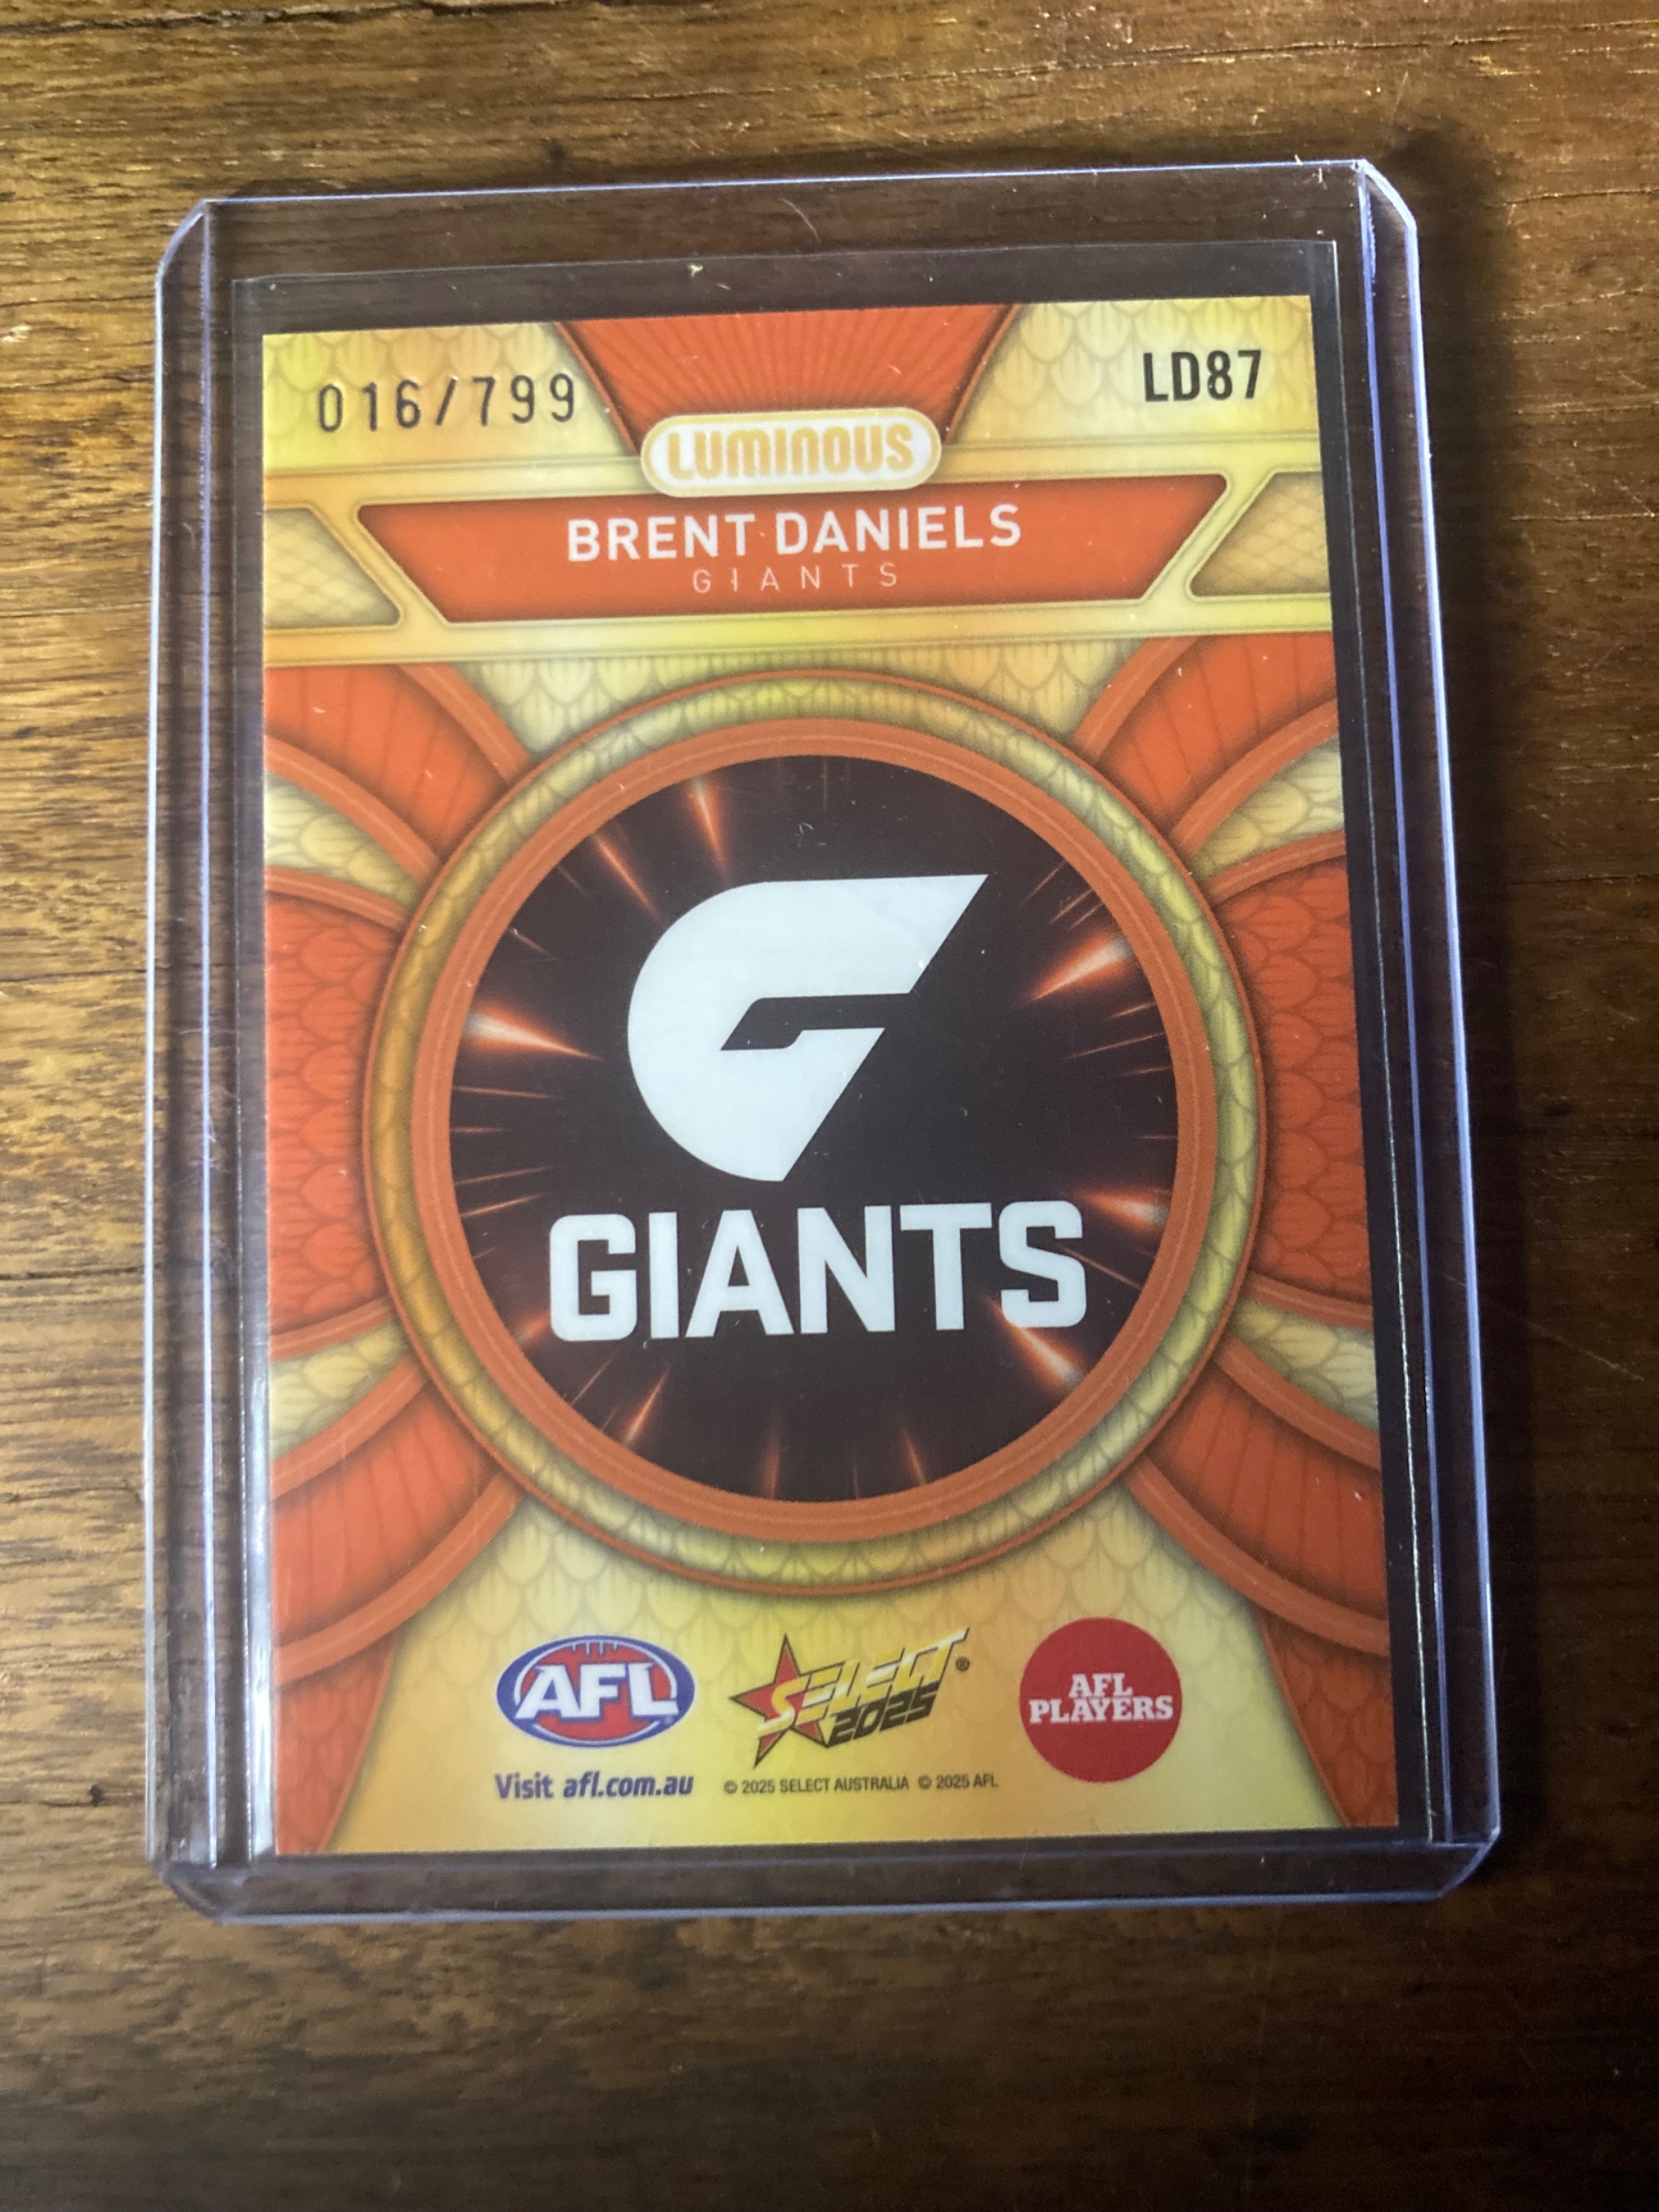 016/799
LD87
LUMINOUS
BRENT DANIELS
GIANTS
GIANTS
AFL
SELECT®
2025
AFL
PLAYERS
Visit afl.com.au
© 2025 SELECT AUSTRALIA © 2025 AFL